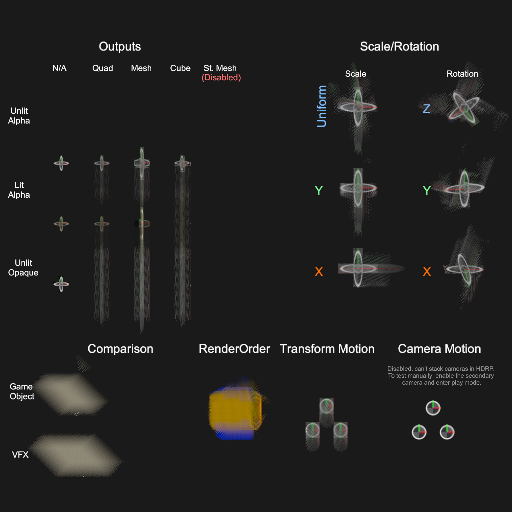 Outputs
Scale/Rotation
N/A Quad Mesh Cube St. Mesh
(Disabled)
Scale Rotation
Unlit
Alpha
Uniform
Z
Lit
Alpha
Y
Y
Unlit
Opaque
X
X
Comparison
RenderOrder
Transform Motion
Camera Motion
Disabled, can't stack cameras in HDRP.
To test manually, enable the secondary
camera and enter play mode.
Game
Object
VFX